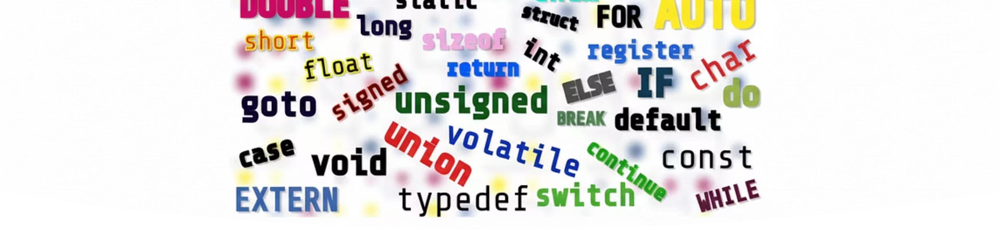 DOUBLE
static
struct
FOR
AUTO
long
short
sizeof
int
register
char
float
return
signed
ELSE
IF
do
goto
unsigned
BREAK
default
union
volatile
case
void
continue
const
EXTERN
typedef
switch
WHILE